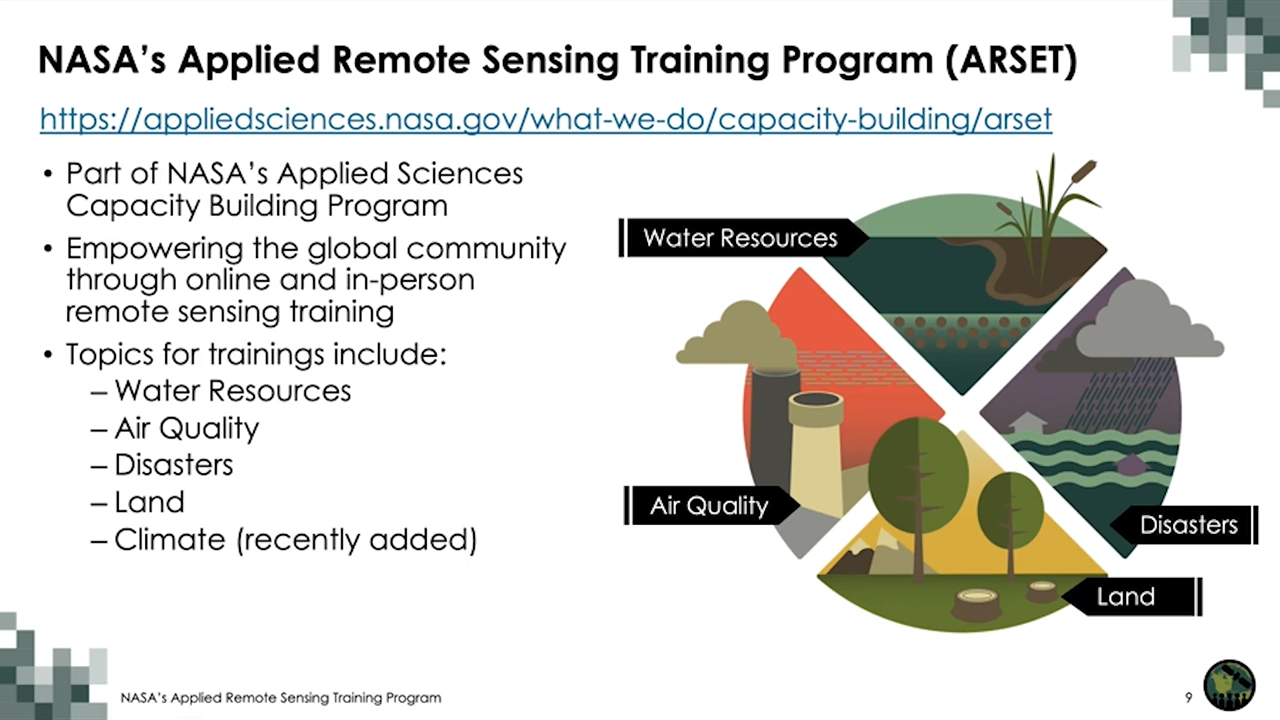 NASA's Applied Remote Sensing Training Program (ARSET)
https://appliedsciences.nasa.gov/what-we-do/capacity-building/arset
• Part of NASA's Applied Sciences
Capacity Building Program
• Empowering the global community
through online and in-person
remote sensing training
• Topics for trainings include:
– Water Resources
– Air Quality
– Disasters
– Land
– Climate (recently added)
Water Resources
Air Quality
Disasters
Land
NASA's Applied Remote Sensing Training Program
9